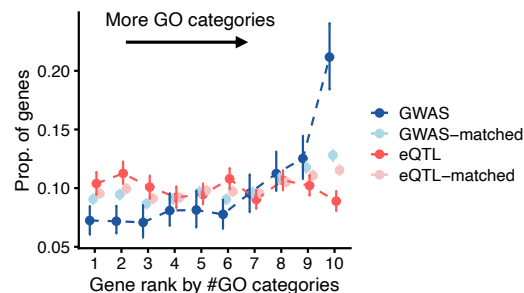 More GO categories
Prop. of genes
0.20
0.15
0.10
0.05
1 2 3 4 5 6 7 8 9 10
Gene rank by #GO categories
GWAS
GWAS−matched
eQTL
eQTL−matched